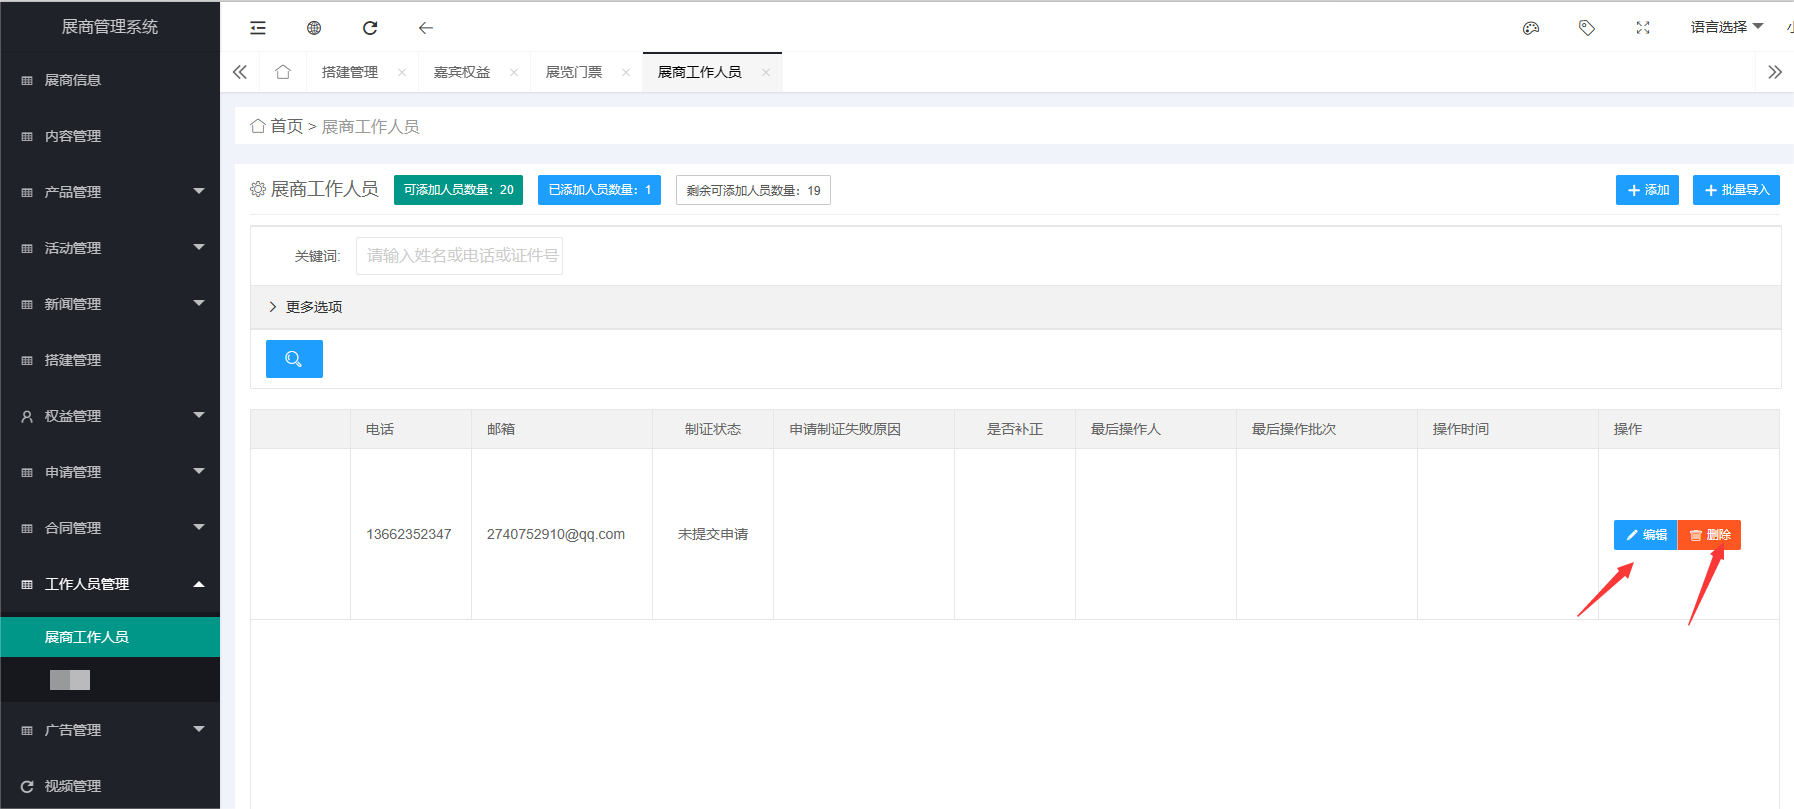 展商管理系统
语言选择
展商信息
内容管理
产品管理
活动管理
新闻管理
搭建管理
权益管理
申请管理
合同管理
工作人员管理
展商工作人员
广告管理
视频管理
搭建管理
嘉宾权益
展览门票
展商工作人员
首页 > 展商工作人员
展商工作人员
可添加人员数量：20
已添加人员数量：1
剩余可添加人员数量：19
添加
批量导入
关键词:
请输入姓名或电话或证件号
更多选项
电话 邮箱 制证状态 申请制证失败原因 是否补正 最后操作人 最后操作批次 操作时间 操作
13662352347 2740752910@qq.com 未提交申请 编辑 删除